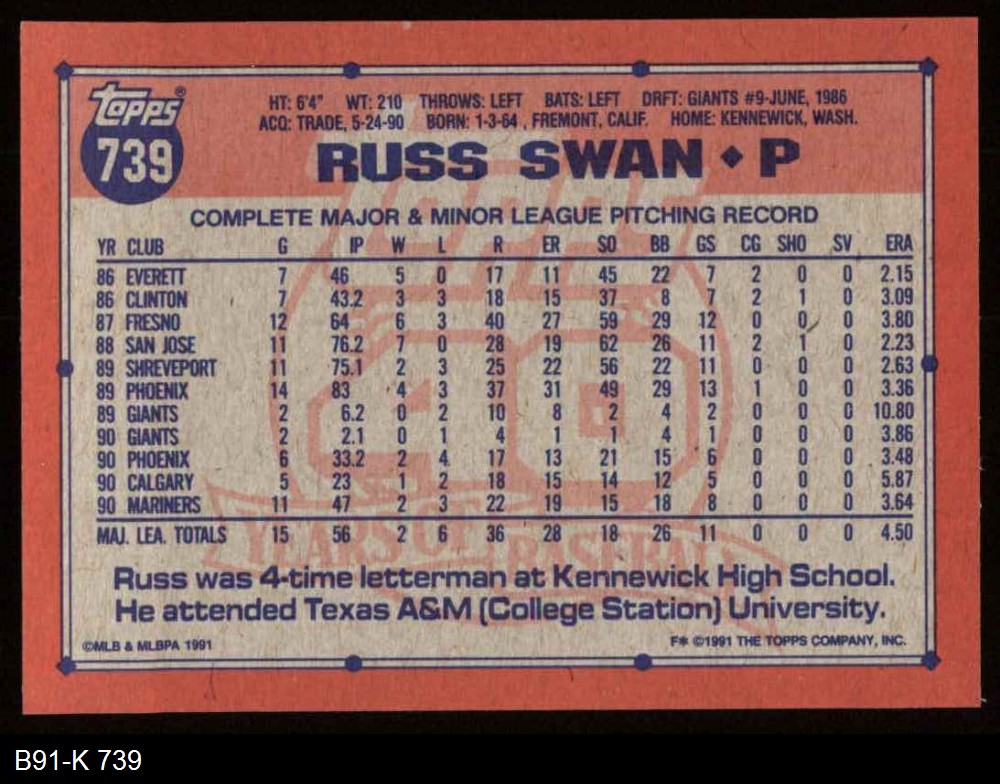 Topps®
739
HT: 6'4" WT: 210 THROWS: LEFT BATS: LEFT DRFT: GIANTS #9-JUNE, 1986
ACQ: TRADE, 5-24-90 BORN: 1-3-64 , FREMONT, CALIF. HOME: KENNEWICK, WASH.
RUSS SWAN ◆ P
COMPLETE MAJOR & MINOR LEAGUE PITCHING RECORD
YR CLUB G IP W L R ER SO BB GS CG SHO SV ERA
86 EVERETT 7 46 5 0 17 11 45 22 7 2 0 0 2.15
86 CLINTON 7 43.2 3 3 18 15 37 8 7 2 1 0 3.09
87 FRESNO 12 64 6 3 40 27 59 29 12 0 0 0 3.80
88 SAN JOSE 11 76.2 7 0 28 19 62 26 11 2 1 0 2.23
89 SHREVEPORT 11 75.1 2 3 25 22 56 22 11 0 0 0 2.63
89 PHOENIX 14 83 4 3 37 31 49 29 13 1 0 0 3.36
89 GIANTS 2 6.2 0 2 10 8 2 4 2 0 0 0 10.80
90 GIANTS 2 2.1 0 1 4 1 1 4 1 0 0 0 3.86
90 PHOENIX 6 33.2 2 4 17 13 21 15 6 0 0 0 3.48
90 CALGARY 5 23 1 2 18 15 14 12 5 0 0 0 5.87
90 MARINERS 11 47 2 3 22 19 15 18 8 0 0 0 3.64
MAJ. LEA. TOTALS 15 56 2 6 36 28 18 26 11 0 0 0 4.50
Topps
40
YEARS OF BASEBALL
Russ was 4-time letterman at Kennewick High School.
He attended Texas A&M (College Station) University.
©MLB & MLBPA 1991
F* ©1991 THE TOPPS COMPANY, INC.
B91-K 739